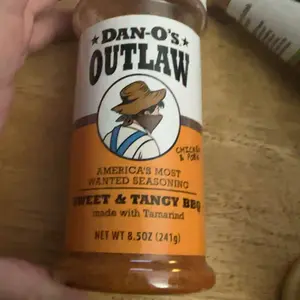 DAN-O'S
OUTLAW
CHICKEN
& PORK
AMERICA'S MOST
WANTED SEASONING
SWEET & TANGY BBQ
made with Tamarind
NET WT 8.5OZ (241g)